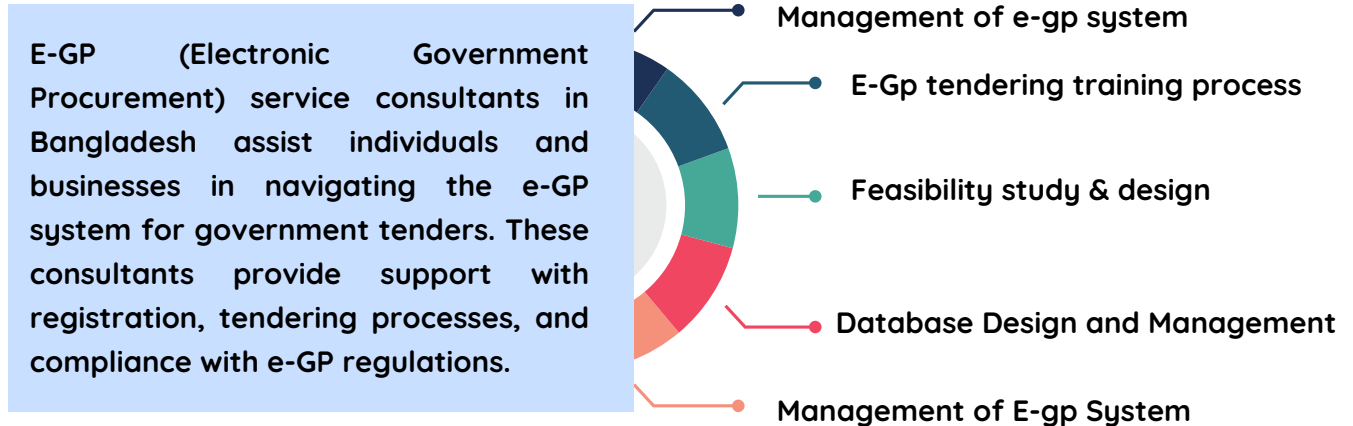 E-GP (Electronic Government
Procurement) service consultants in
Bangladesh assist individuals and
businesses in navigating the e-GP
system for government tenders. These
consultants provide support with
registration, tendering processes, and
compliance with e-GP regulations.
Management of e-gp system
E-Gp tendering training process
Feasibility study & design
Database Design and Management
Management of E-gp System